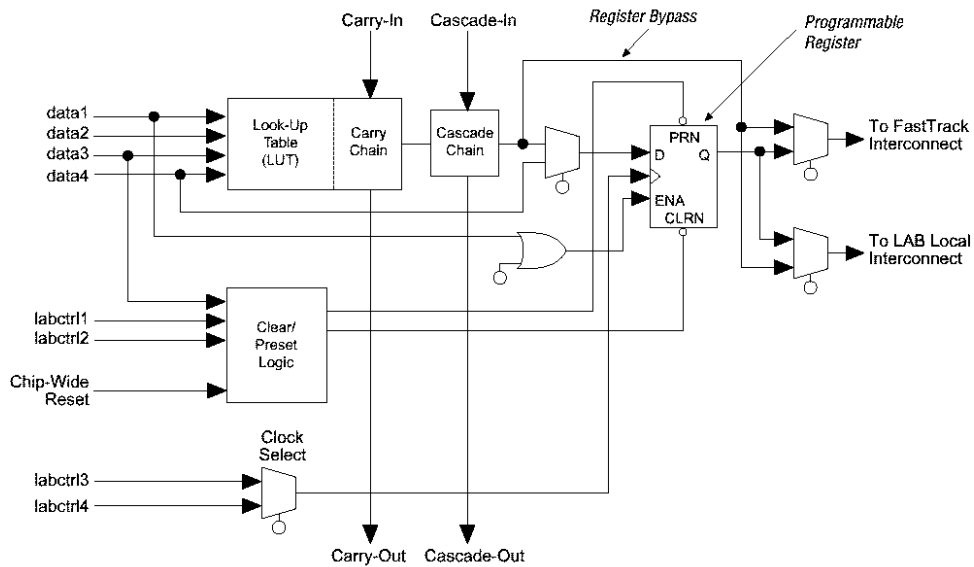 Carry-In
Cascade-In
Register Bypass
Programmable
Register
data1
data2
data3
data4
Look-Up
Table
(LUT)
Carry
Chain
Cascade
Chain
PRN
D
Q
ENA
CLRN
To FastTrack
Interconnect
To LAB Local
Interconnect
labctrl1
labctrl2
Clear/
Preset
Logic
Chip-Wide
Reset
Clock
Select
labctrl3
labctrl4
Carry-Out
Cascade-Out